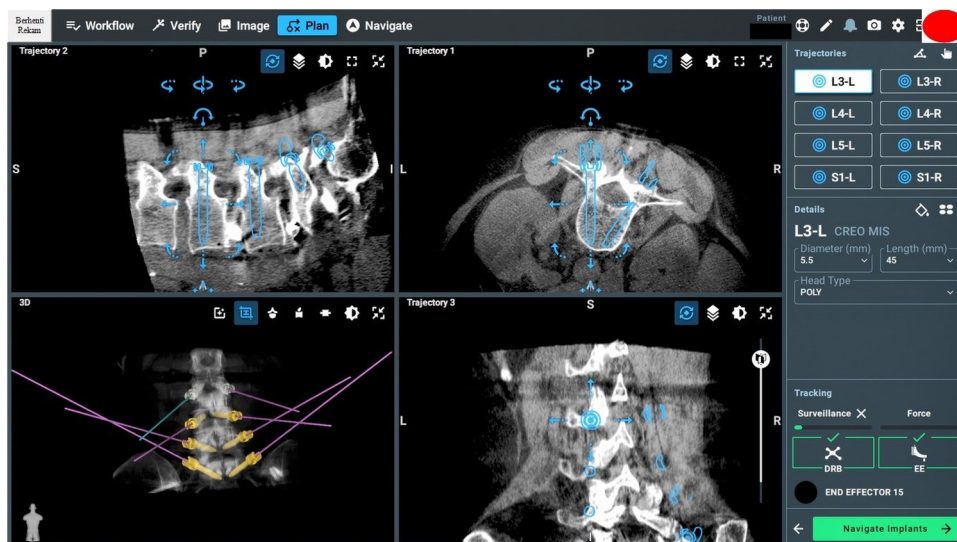 Berhenti
Rekam
Workflow
Verify
Image
Plan
Navigate
Patient
Trajectory 2
P
S
A
Trajectory 1
P
L
R
3D
Trajectory 3
S
L
R
Trajectories
L3-L
L3-R
L4-L
L4-R
L5-L
L5-R
S1-L
S1-R
Details
L3-L CREO MIS
Diameter (mm)
5.5
Length (mm)
45
Head Type
POLY
Tracking
Surveillance
Force
DRB
EE
END EFFECTOR 15
Navigate Implants